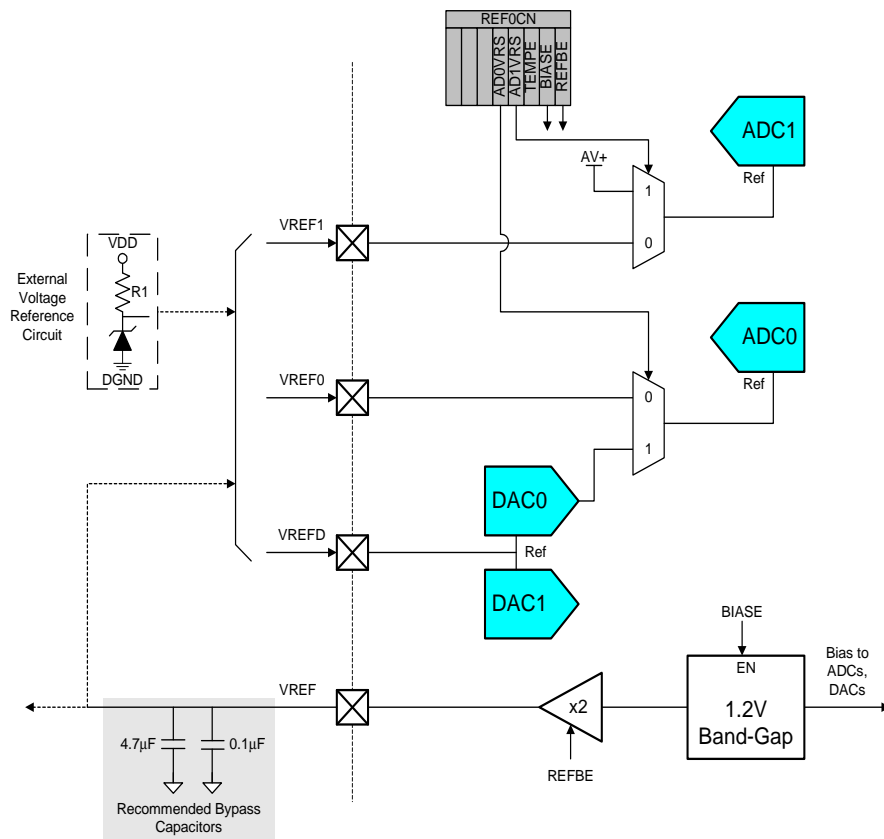 REF0CN
AD0VRS
AD1VRS
TEMPE
BIASE
REFBE
ADC1
Ref
AV+
1
0
VREF1
External
Voltage
Reference
Circuit
VDD
R1
DGND
ADC0
Ref
VREF0
0
1
DAC0
VREFD
Ref
DAC1
BIASE
EN
1.2V
Band-Gap
Bias to
ADCs,
DACs
VREF
x2
REFBE
4.7µF
0.1µF
Recommended Bypass
Capacitors